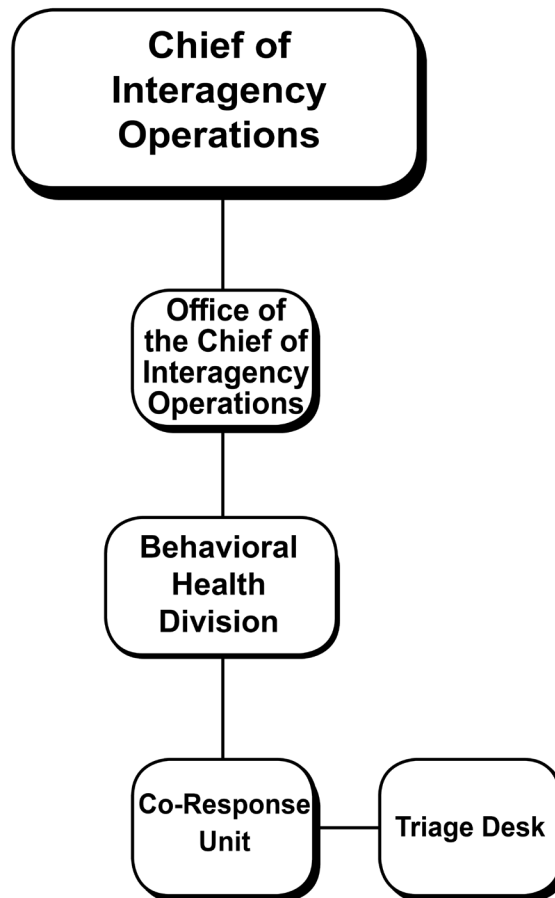 Chief of
Interagency
Operations
Office of
the Chief of
Interagency
Operations
Behavioral
Health
Division
Co-Response
Unit
Triage Desk